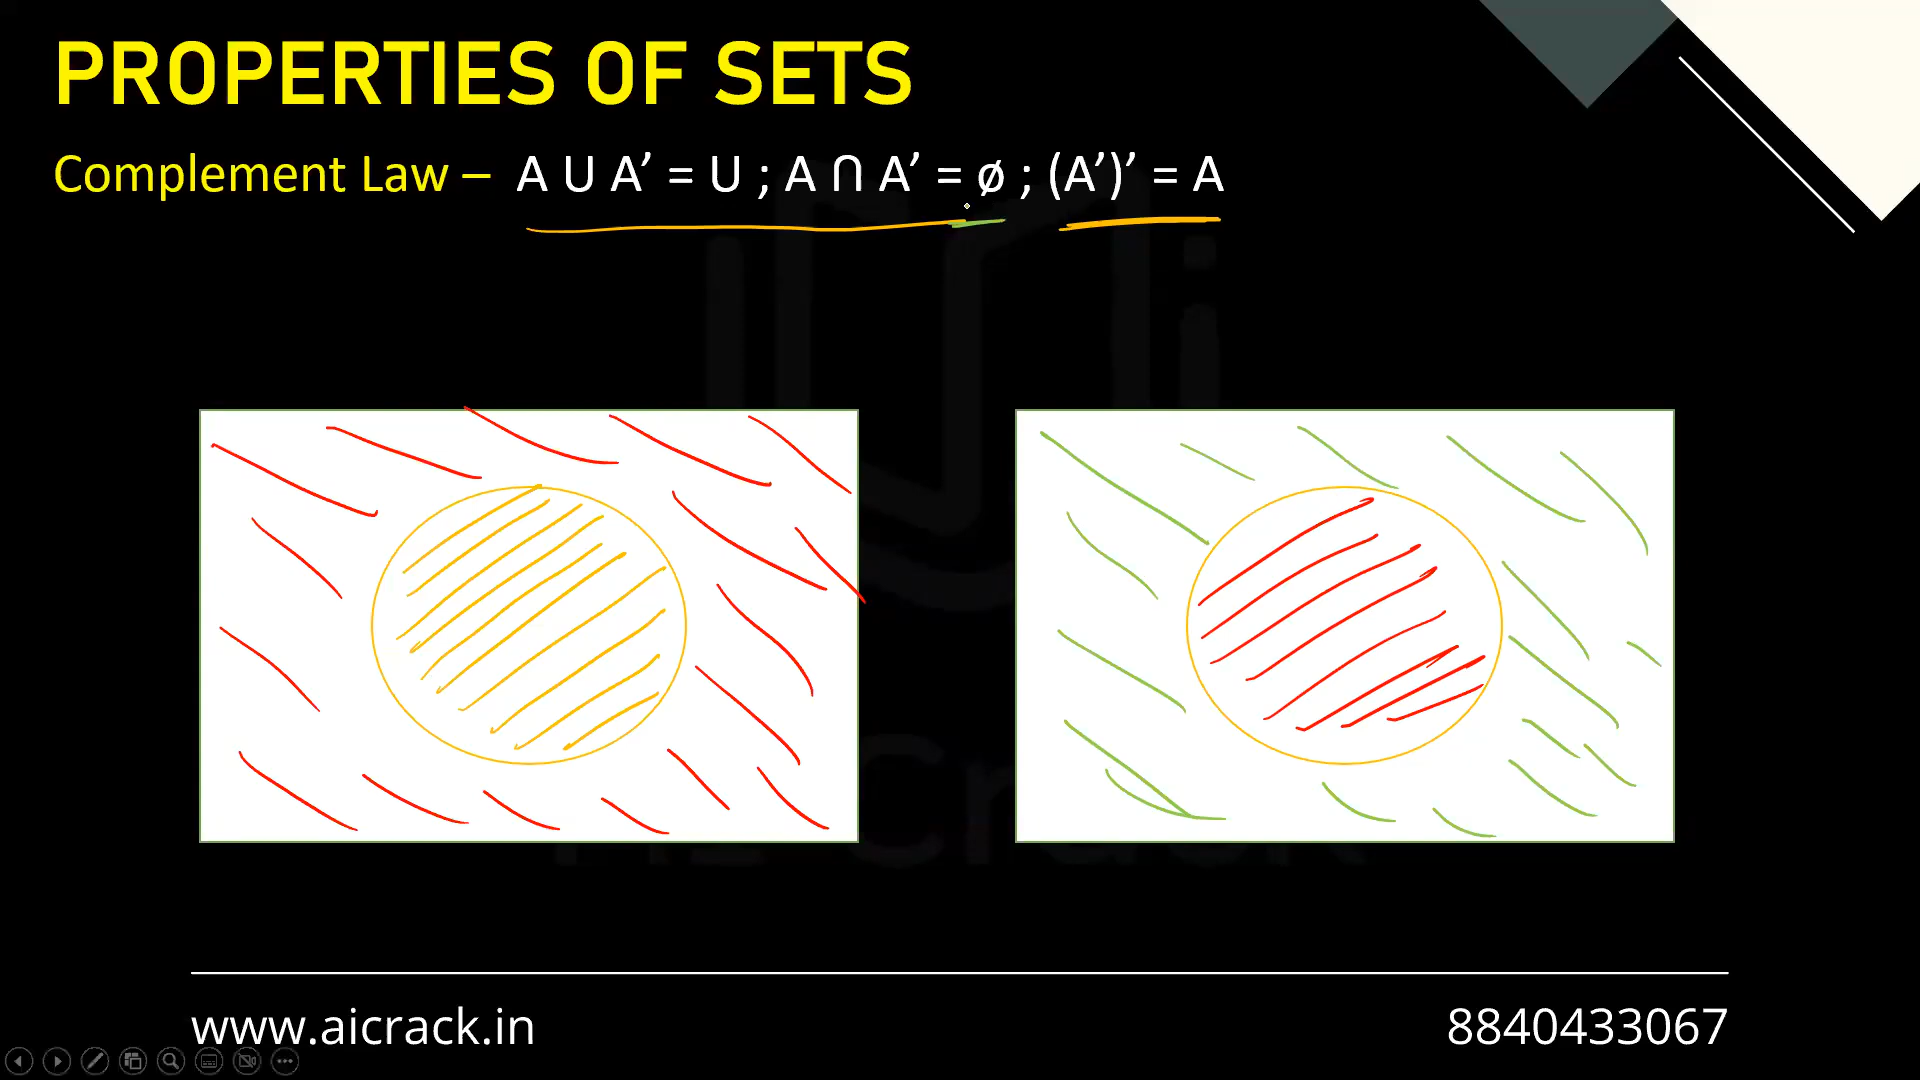 PROPERTIES OF SETS
Complement Law – A U A’ = U ; A ∩ A’ = ø ; (A’)’ = A
www.aicrack.in
8840433067